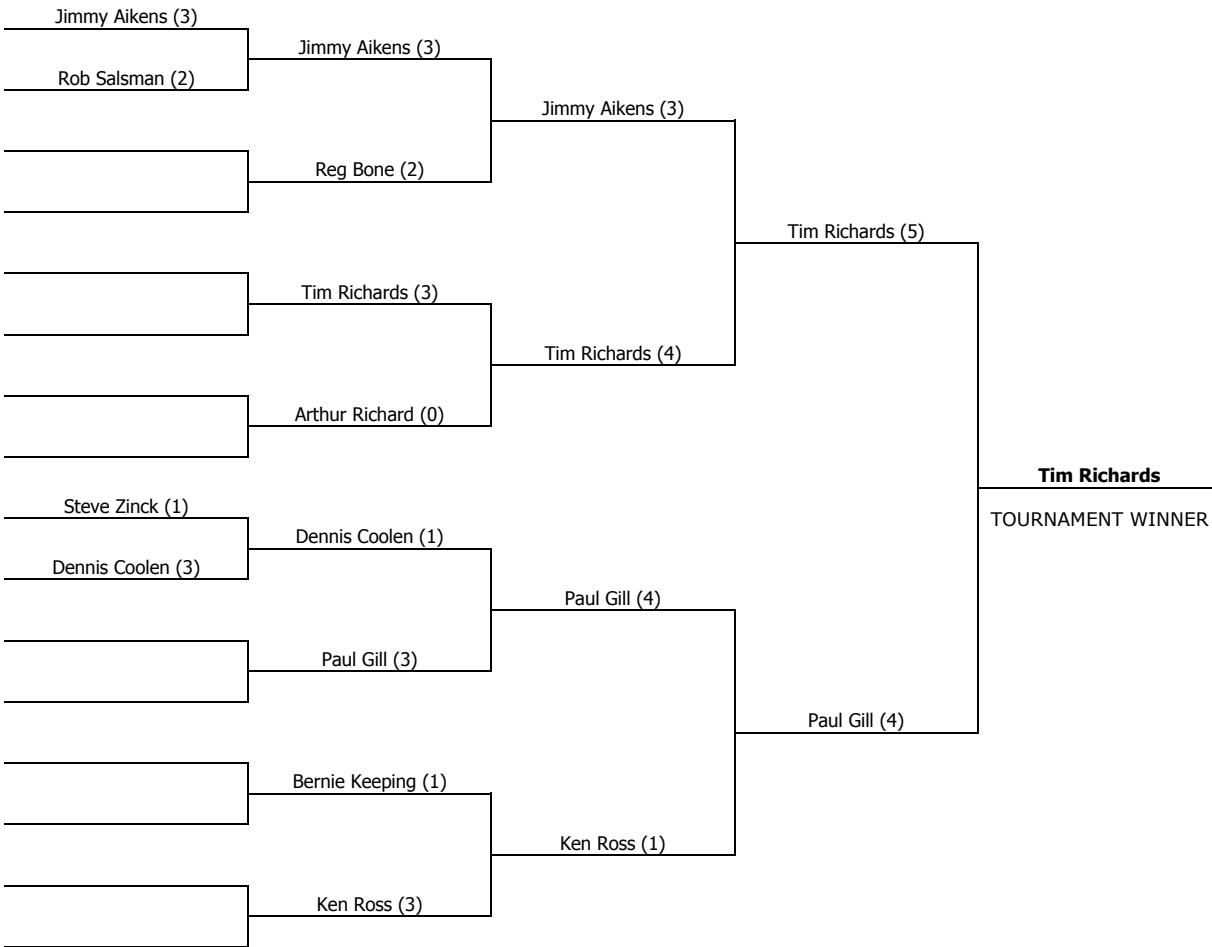 Jimmy Aikens (3)
Jimmy Aikens (3)
Rob Salsman (2)
Jimmy Aikens (3)
Reg Bone (2)
Tim Richards (5)
Tim Richards (3)
Tim Richards (4)
Arthur Richard (0)
Tim Richards
Steve Zinck (1)
TOURNAMENT WINNER
Dennis Coolen (1)
Dennis Coolen (3)
Paul Gill (4)
Paul Gill (3)
Paul Gill (4)
Bernie Keeping (1)
Ken Ross (1)
Ken Ross (3)